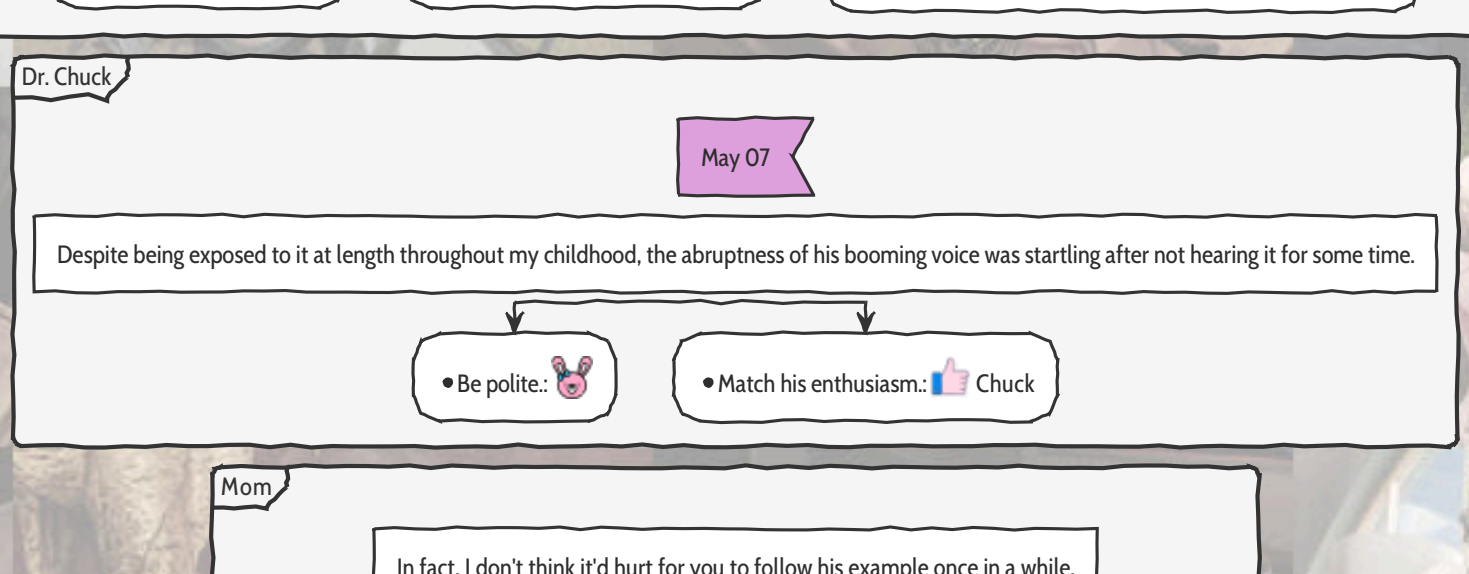 Dr. Chuck
May 07
Despite being exposed to it at length throughout my childhood, the abruptness of his booming voice was startling after not hearing it for some time.
•Be polite.:
•Match his enthusiasm.: Chuck
Mom
In fact, I don't think it'd hurt for you to follow his example once in a while.